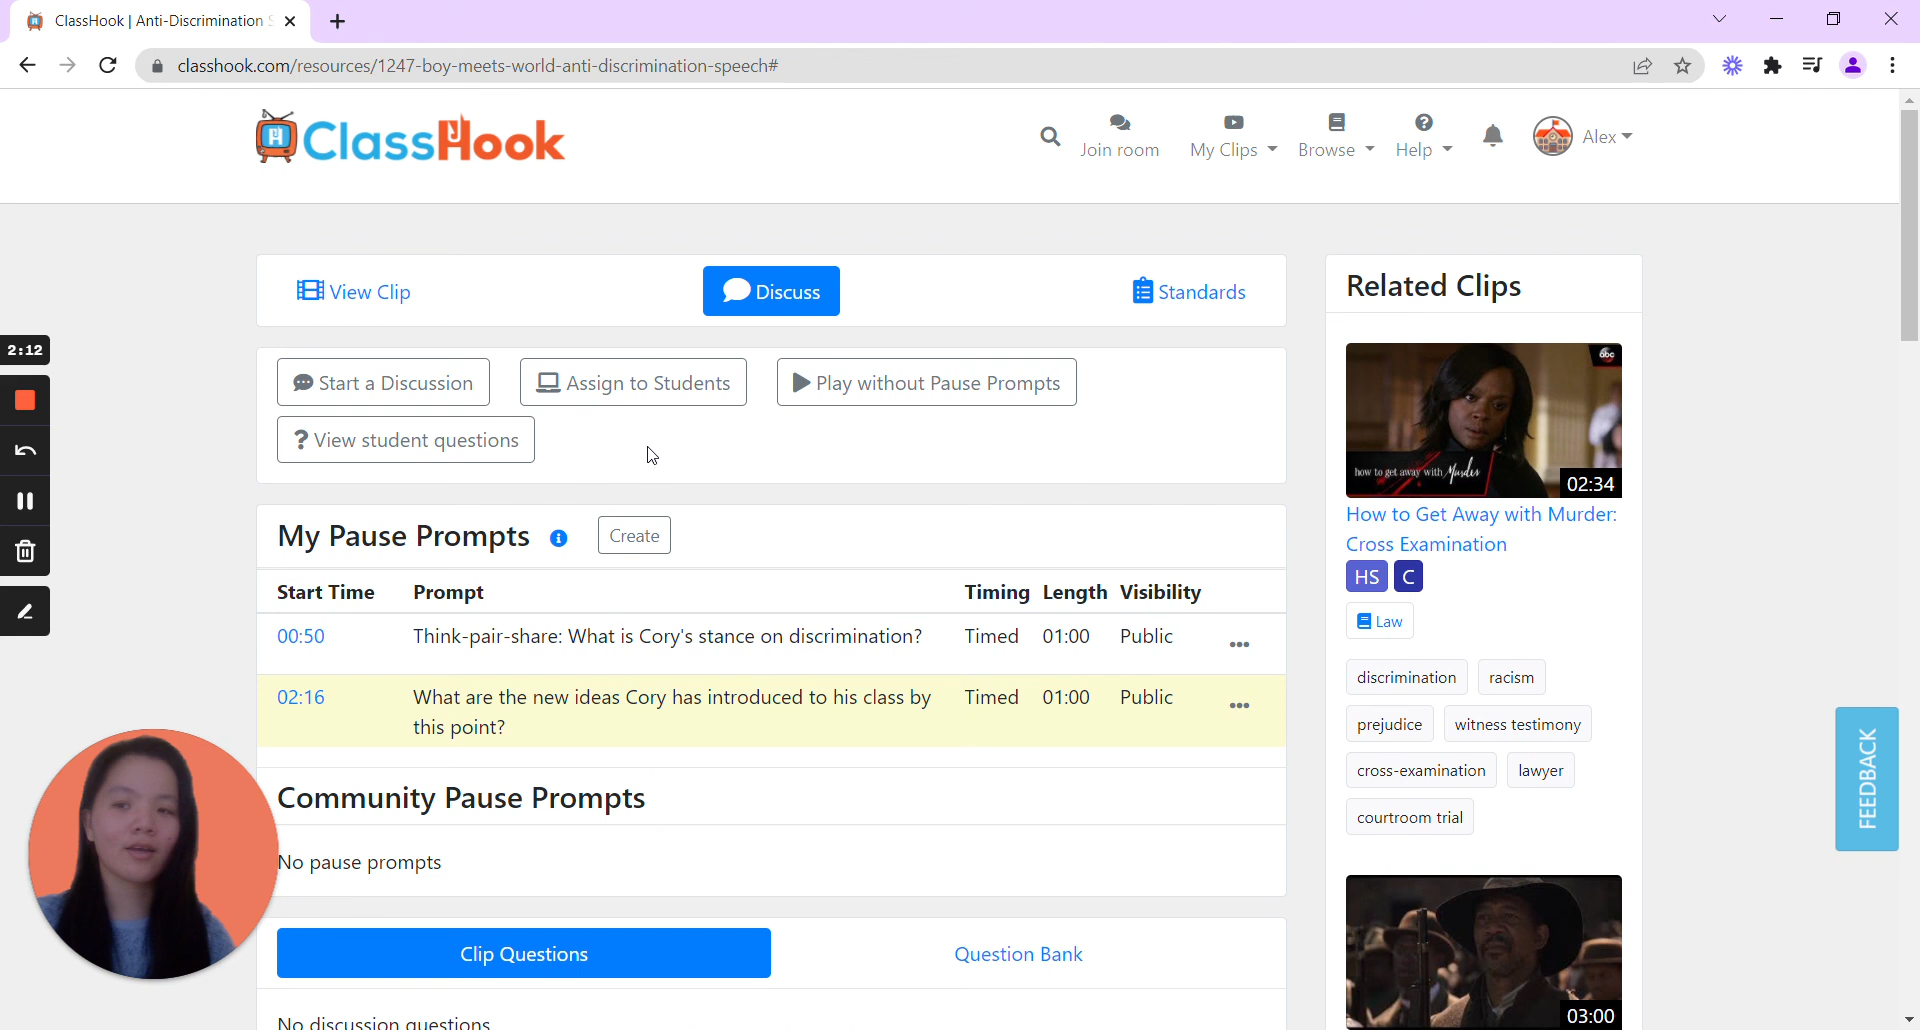 ClassHook | Anti-Discrimination S
classhook.com/resources/1247-boy-meets-world-anti-discrimination-speech#
ClassHook
Join room
My Clips
Browse
Help
Alex
View Clip
Discuss
Standards
Start a Discussion
Assign to Students
Play without Pause Prompts
View student questions
2:12
My Pause Prompts
Create
Start Time Prompt Timing Length Visibility
00:50 Think-pair-share: What is Cory's stance on discrimination? Timed 01:00 Public
02:16 What are the new ideas Cory has introduced to his class by Timed 01:00 Public
this point?
Community Pause Prompts
No pause prompts
Clip Questions
Question Bank
No discussion questions
Related Clips
abc
how to get away with Murder
02:34
How to Get Away with Murder:
Cross Examination
HS C
Law
discrimination racism
prejudice witness testimony
cross-examination lawyer
courtroom trial
03:00
FEEDBACK